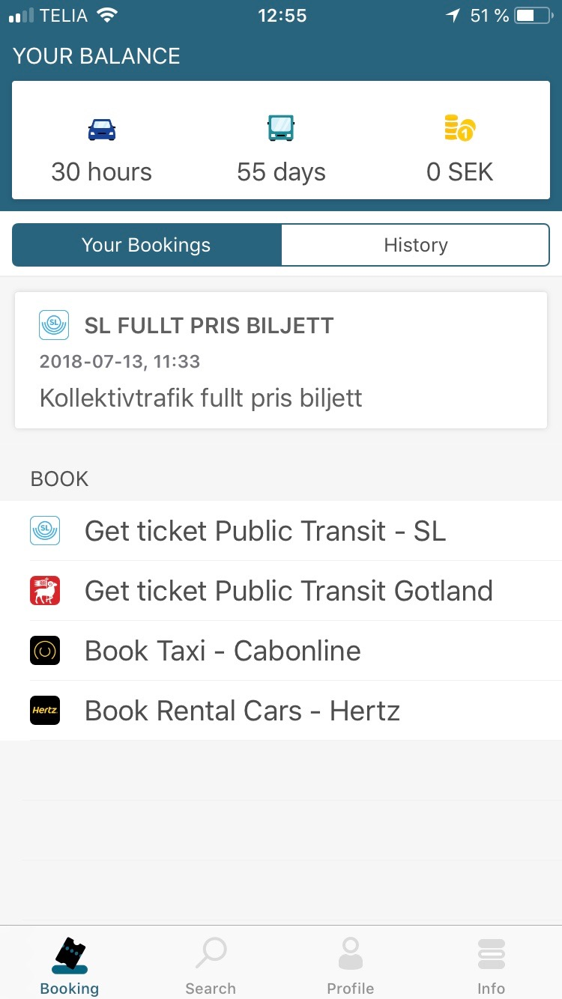 TELIA 12:55 51 %
YOUR BALANCE
1
30 hours 55 days 0 SEK
Your Bookings History
SL SL FULLT PRIS BILJETT
2018-07-13, 11:33
Kollektivtrafik fullt pris biljett
BOOK
SL Get ticket Public Transit - SL
Get ticket Public Transit Gotland
Book Taxi - Cabonline
Hertz Book Rental Cars - Hertz
Booking Search Profile Info